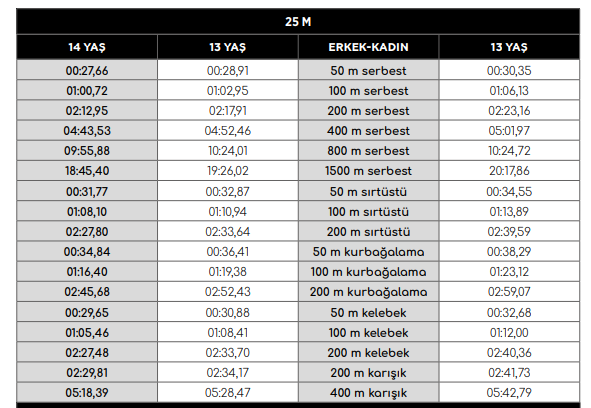 25 M
14 YAŞ 13 YAŞ ERKEK-KADIN 13 YAŞ
00:27,66 00:28,91 50 m serbest 00:30,35
01:00,72 01:02,95 100 m serbest 01:06,13
02:12,95 02:17,91 200 m serbest 02:23,16
04:43,53 04:52,46 400 m serbest 05:01,97
09:55,88 10:24,01 800 m serbest 10:24,72
18:45,40 19:26,02 1500 m serbest 20:17,86
00:31,77 00:32,87 50 m sırtüstü 00:34,55
01:08,10 01:10,94 100 m sırtüstü 01:13,89
02:27,80 02:33,64 200 m sırtüstü 02:39,59
00:34,84 00:36,41 50 m kurbağalama 00:38,29
01:16,40 01:19,38 100 m kurbağalama 01:23,12
02:45,68 02:52,43 200 m kurbağalama 02:59,07
00:29,65 00:30,88 50 m kelebek 00:32,68
01:05,46 01:08,41 100 m kelebek 01:12,00
02:27,48 02:33,70 200 m kelebek 02:40,36
02:29,81 02:34,17 200 m karışık 02:41,73
05:18,39 05:28,47 400 m karışık 05:42,79